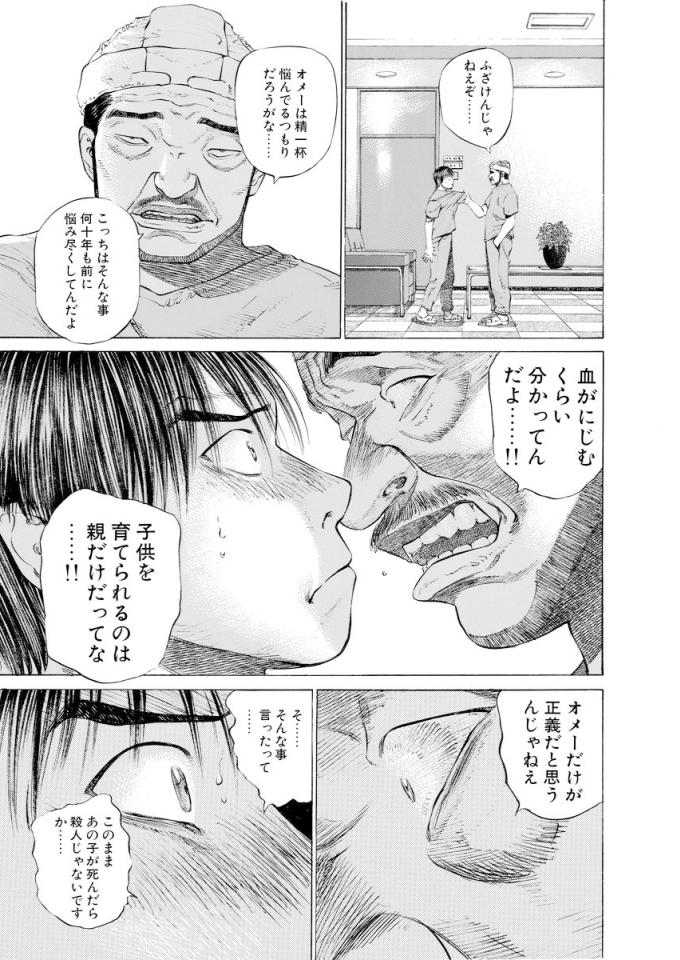 ふざけんじゃ
ねえぞ……
オメーは精一杯
悩んでるつもり
だろうがな……
こっちはそんな事
何十年も前に
悩み尽くしてんだよ
血がにじむ
くらい
分かってん
だよ……!!
子供を
育てられるのは
親だけだってな
……!!
オメーだけが
正義だと思う
んじゃねえ
そ……
そんな事
言ったって
……
このまま
あの子が死んだら
殺人じゃないです
か……